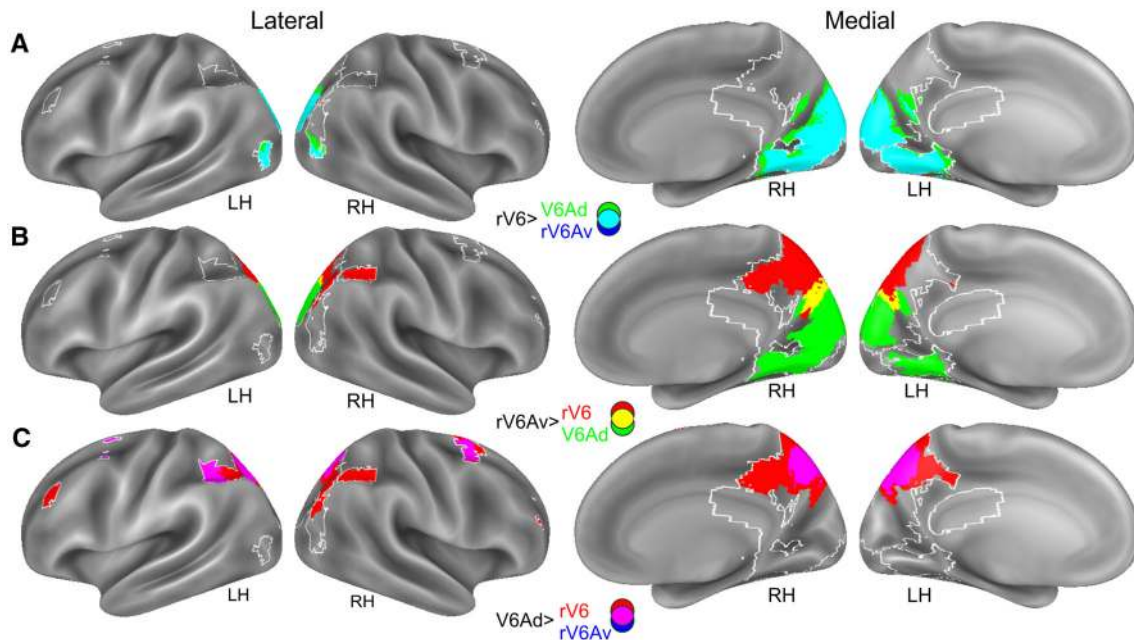 Lateral Medial
A
LH RH RH LH
rV6> V6Ad
rV6Av
B
LH RH RH LH
rV6Av> rV6
V6Ad
C
LH RH RH LH
V6Ad> rV6
rV6Av